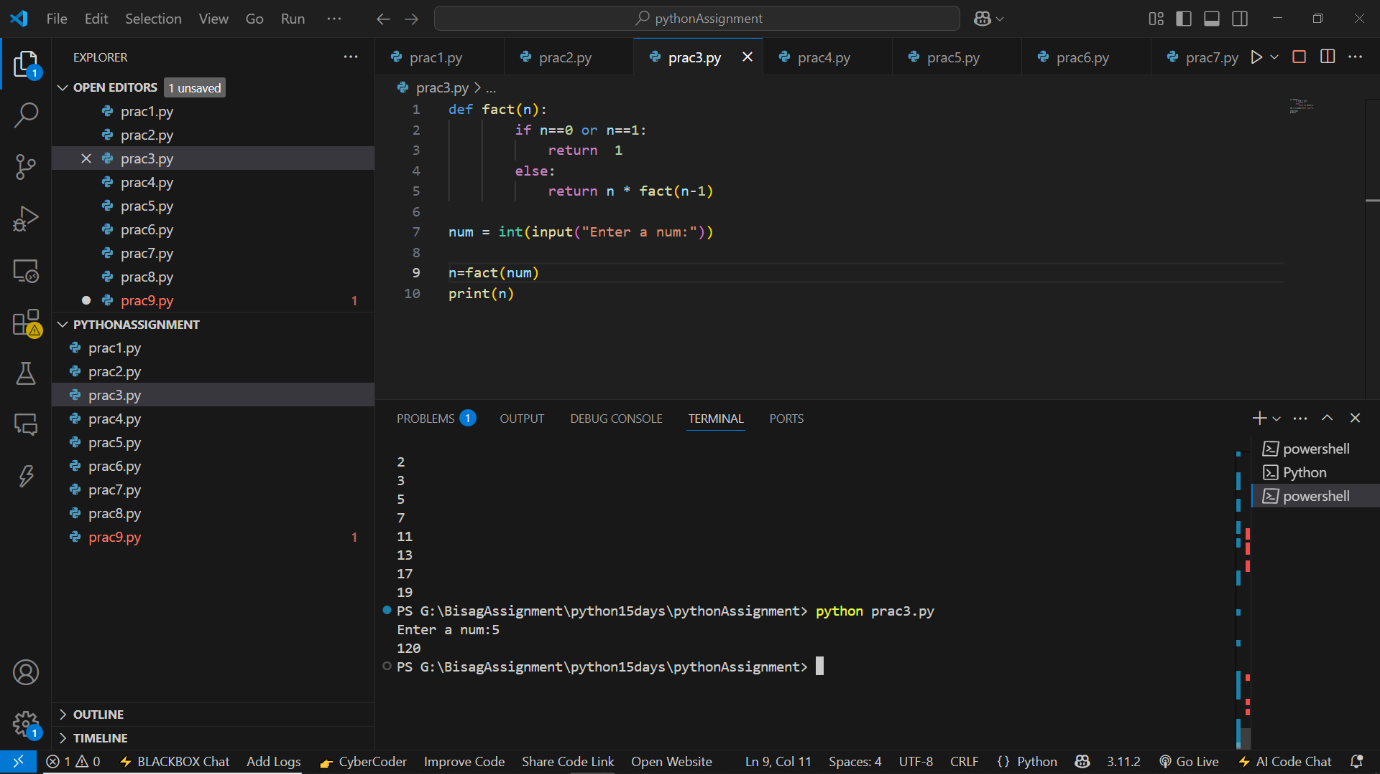 File Edit Selection View Go Run ··· pythonAssignment
EXPLORER ···
OPEN EDITORS 1 unsaved
prac1.py
prac2.py
prac3.py
prac4.py
prac5.py
prac6.py
prac7.py
prac8.py
prac9.py 1
PYTHONASSIGNMENT
prac1.py
prac2.py
prac3.py
prac4.py
prac5.py
prac6.py
prac7.py
prac8.py
prac9.py 1
OUTLINE
TIMELINE
prac1.py prac2.py prac3.py prac4.py prac5.py prac6.py prac7.py
prac3.py > ...
1 def fact(n):
2 if n==0 or n==1:
3 return  1
4 else:
5 return n * fact(n-1)
6
7 num = int(input("Enter a num:"))
8
9 n=fact(num)
10 print(n)
PROBLEMS 1 OUTPUT DEBUG CONSOLE TERMINAL PORTS
2
3
5
7
11
13
17
19
PS G:\BisagAssignment\python15days\pythonAssignment> python prac3.py
Enter a num:5
120
PS G:\BisagAssignment\python15days\pythonAssignment>
powershell
Python
powershell
1
1
1 0 BLACKBOX Chat Add Logs CyberCoder Improve Code Share Code Link Open Website Ln 9, Col 11 Spaces: 4 UTF-8 CRLF {} Python 3.11.2 Go Live AI Code Chat